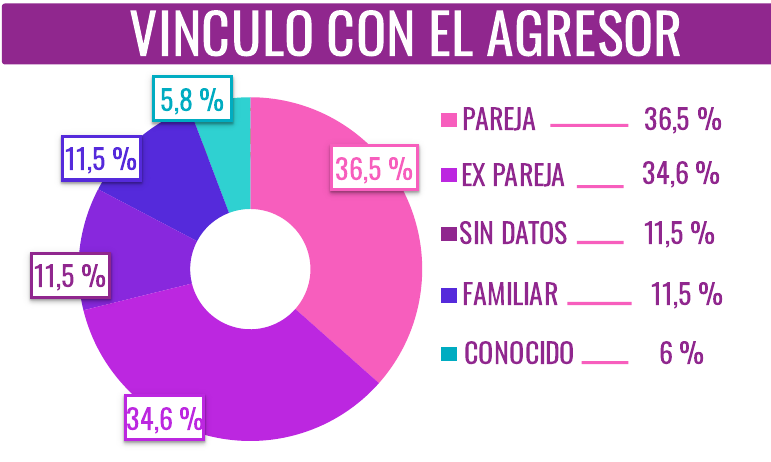 VINCULO CON EL AGRESOR
5,8 %
11,5 %
36,5 %
11,5 %
34,6 %
PAREJA 36,5 %
EX PAREJA 34,6 %
SIN DATOS 11,5 %
FAMILIAR 11,5 %
CONOCIDO 6 %